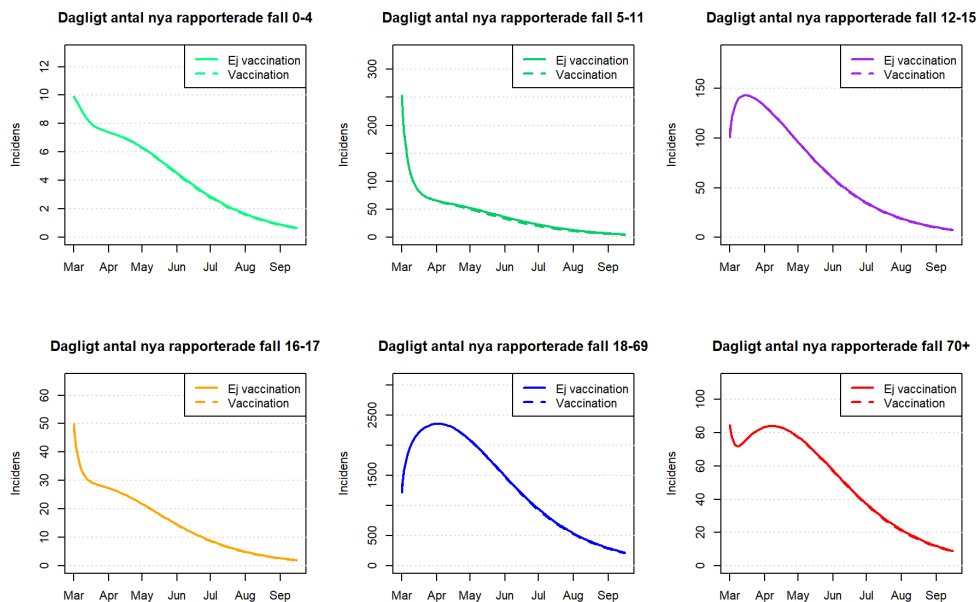 Dagligt antal nya rapporterade fall 0-4
Ej vaccination
Vaccination
Incidens
12
10
8
6
4
2
0
Mar Apr May Jun Jul Aug Sep
Dagligt antal nya rapporterade fall 5-11
Ej vaccination
Vaccination
Incidens
300
200
100
50
0
Mar Apr May Jun Jul Aug Sep
Dagligt antal nya rapporterade fall 12-15
Ej vaccination
Vaccination
Incidens
150
100
50
0
Mar Apr May Jun Jul Aug Sep
Dagligt antal nya rapporterade fall 16-17
Ej vaccination
Vaccination
Incidens
60
50
40
30
20
10
0
Mar Apr May Jun Jul Aug Sep
Dagligt antal nya rapporterade fall 18-69
Ej vaccination
Vaccination
Incidens
2500
1500
500
0
Mar Apr May Jun Jul Aug Sep
Dagligt antal nya rapporterade fall 70+
Ej vaccination
Vaccination
Incidens
100
80
60
40
20
0
Mar Apr May Jun Jul Aug Sep